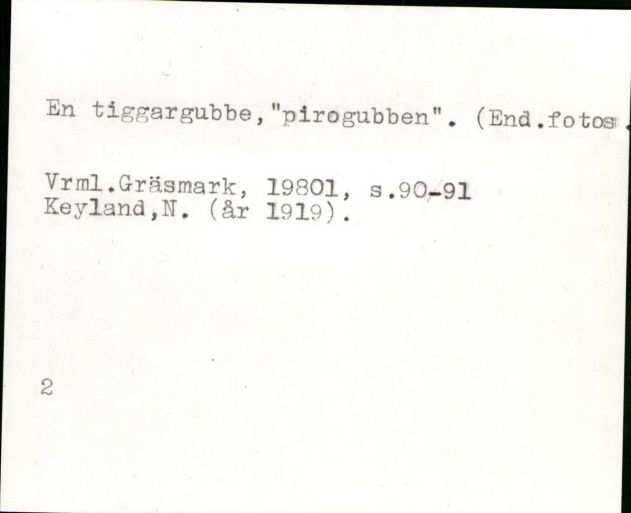 En tiggargubbe,"pirogubben". (End.fotos.
Vrml.Gräsmark, 19801, s.90-91
Keyland,N. (år 1919).
2